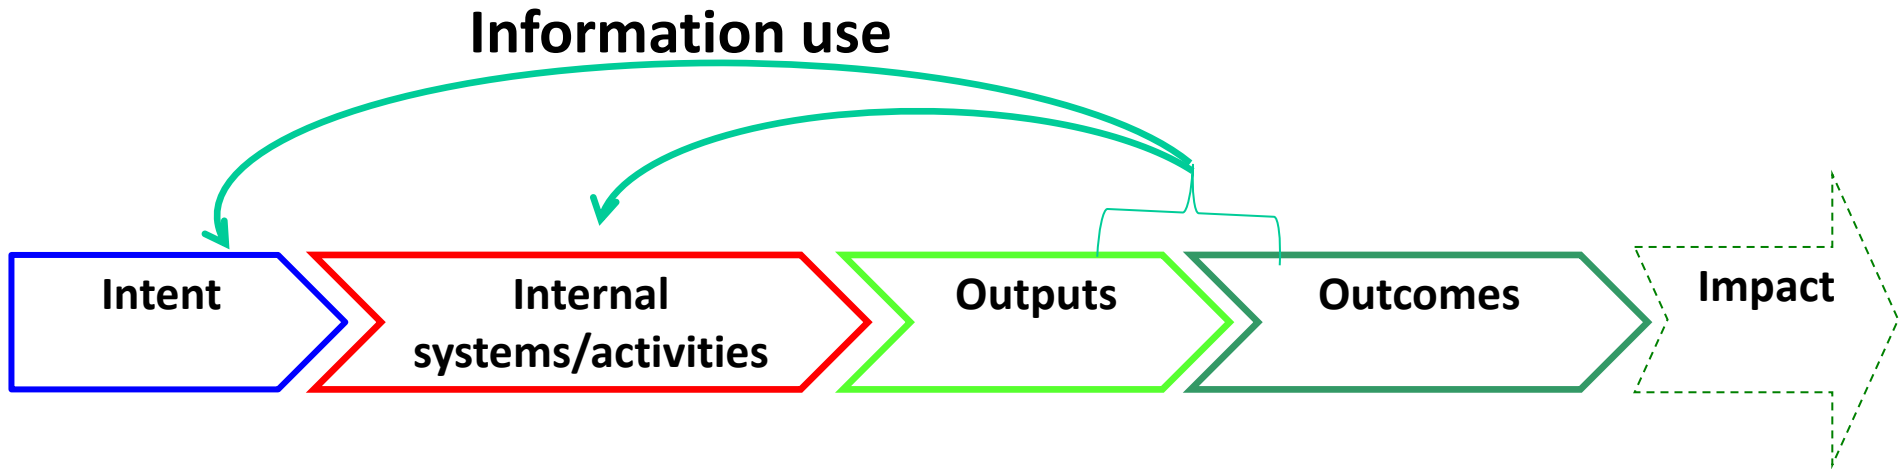 Information use
Intent
Internal
systems/activities
Outputs
Outcomes
Impact